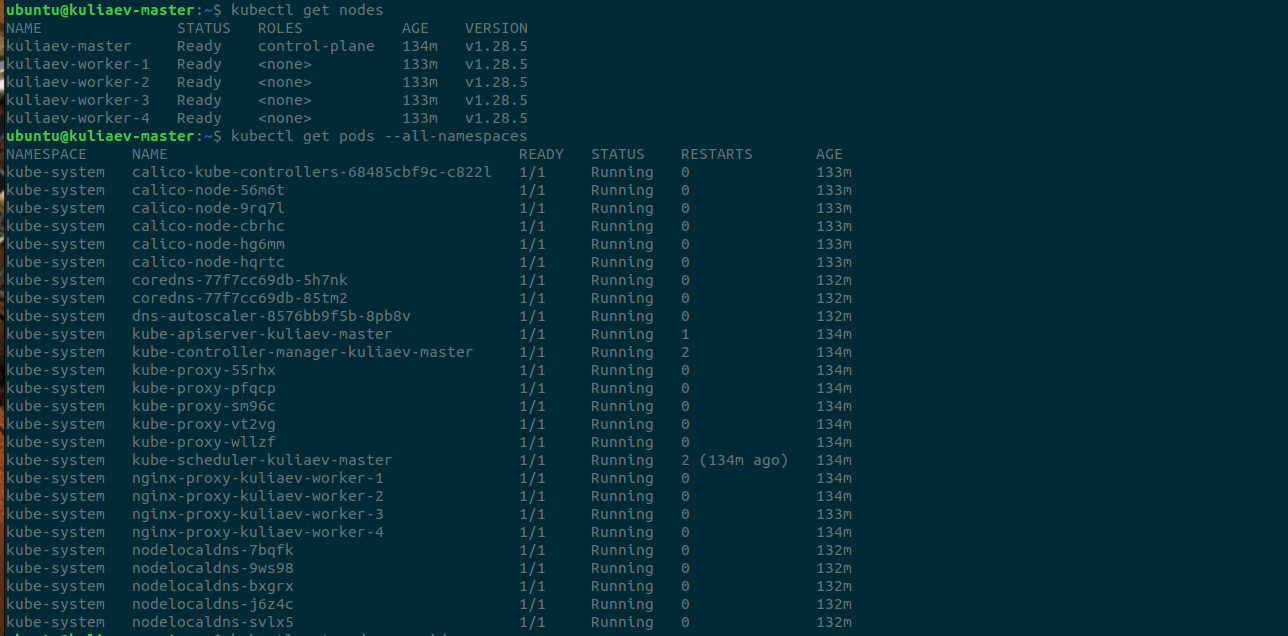 ubuntu@kuliaev-master:~$ kubectl get nodes
NAME STATUS ROLES AGE VERSION
kuliaev-master Ready control-plane 134m v1.28.5
kuliaev-worker-1 Ready <none> 133m v1.28.5
kuliaev-worker-2 Ready <none> 133m v1.28.5
kuliaev-worker-3 Ready <none> 133m v1.28.5
kuliaev-worker-4 Ready <none> 133m v1.28.5
ubuntu@kuliaev-master:~$ kubectl get pods --all-namespaces
NAMESPACE NAME READY STATUS RESTARTS AGE
kube-system calico-kube-controllers-68485cbf9c-c822l 1/1 Running 0 133m
kube-system calico-node-56m6t 1/1 Running 0 133m
kube-system calico-node-9rq7l 1/1 Running 0 133m
kube-system calico-node-cbrhc 1/1 Running 0 133m
kube-system calico-node-hg6mm 1/1 Running 0 133m
kube-system calico-node-hqrtc 1/1 Running 0 133m
kube-system coredns-77f7cc69db-5h7nk 1/1 Running 0 132m
kube-system coredns-77f7cc69db-85tm2 1/1 Running 0 132m
kube-system dns-autoscaler-8576bb9f5b-8pb8v 1/1 Running 0 132m
kube-system kube-apiserver-kuliaev-master 1/1 Running 1 134m
kube-system kube-controller-manager-kuliaev-master 1/1 Running 2 134m
kube-system kube-proxy-55rhx 1/1 Running 0 134m
kube-system kube-proxy-pfqcp 1/1 Running 0 134m
kube-system kube-proxy-sm96c 1/1 Running 0 134m
kube-system kube-proxy-vt2vg 1/1 Running 0 134m
kube-system kube-proxy-wllzf 1/1 Running 0 134m
kube-system kube-scheduler-kuliaev-master 1/1 Running 2 (134m ago) 134m
kube-system nginx-proxy-kuliaev-worker-1 1/1 Running 0 134m
kube-system nginx-proxy-kuliaev-worker-2 1/1 Running 0 134m
kube-system nginx-proxy-kuliaev-worker-3 1/1 Running 0 133m
kube-system nginx-proxy-kuliaev-worker-4 1/1 Running 0 134m
kube-system nodelocaldns-7bqfk 1/1 Running 0 132m
kube-system nodelocaldns-9ws98 1/1 Running 0 132m
kube-system nodelocaldns-bxgrx 1/1 Running 0 132m
kube-system nodelocaldns-j6z4c 1/1 Running 0 132m
kube-system nodelocaldns-svlx5 1/1 Running 0 132m